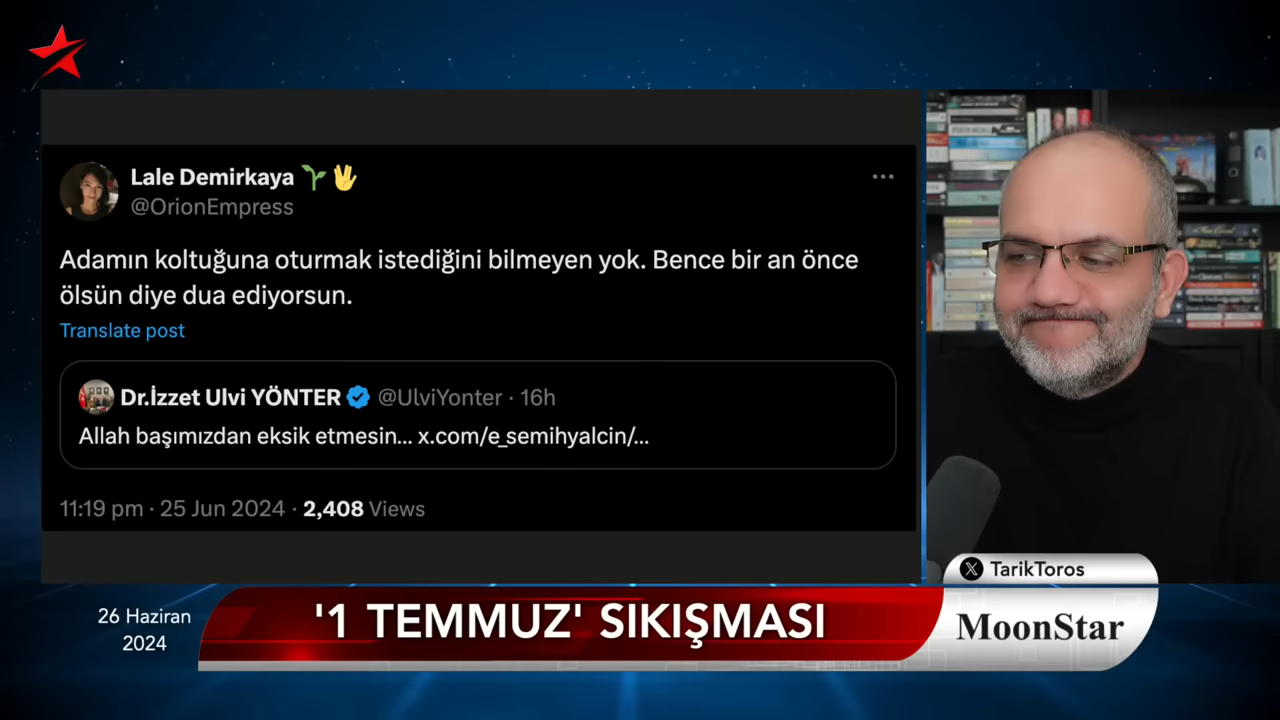 Lale Demirkaya 🌱🖖
@OrionEmpress
Adamın koltuğuna oturmak istediğini bilmeyen yok. Bence bir an önce
ölsün diye dua ediyorsun.
Translate post
Dr.İzzet Ulvi YÖNTER @UlviYonter · 16h
Allah başımızdan eksik etmesin... x.com/e_semihyalcin/...
11:19 pm · 25 Jun 2024 · 2,408 Views
TarikToros
26 Haziran
2024
'1 TEMMUZ' SIKIŞMASI
MoonStar